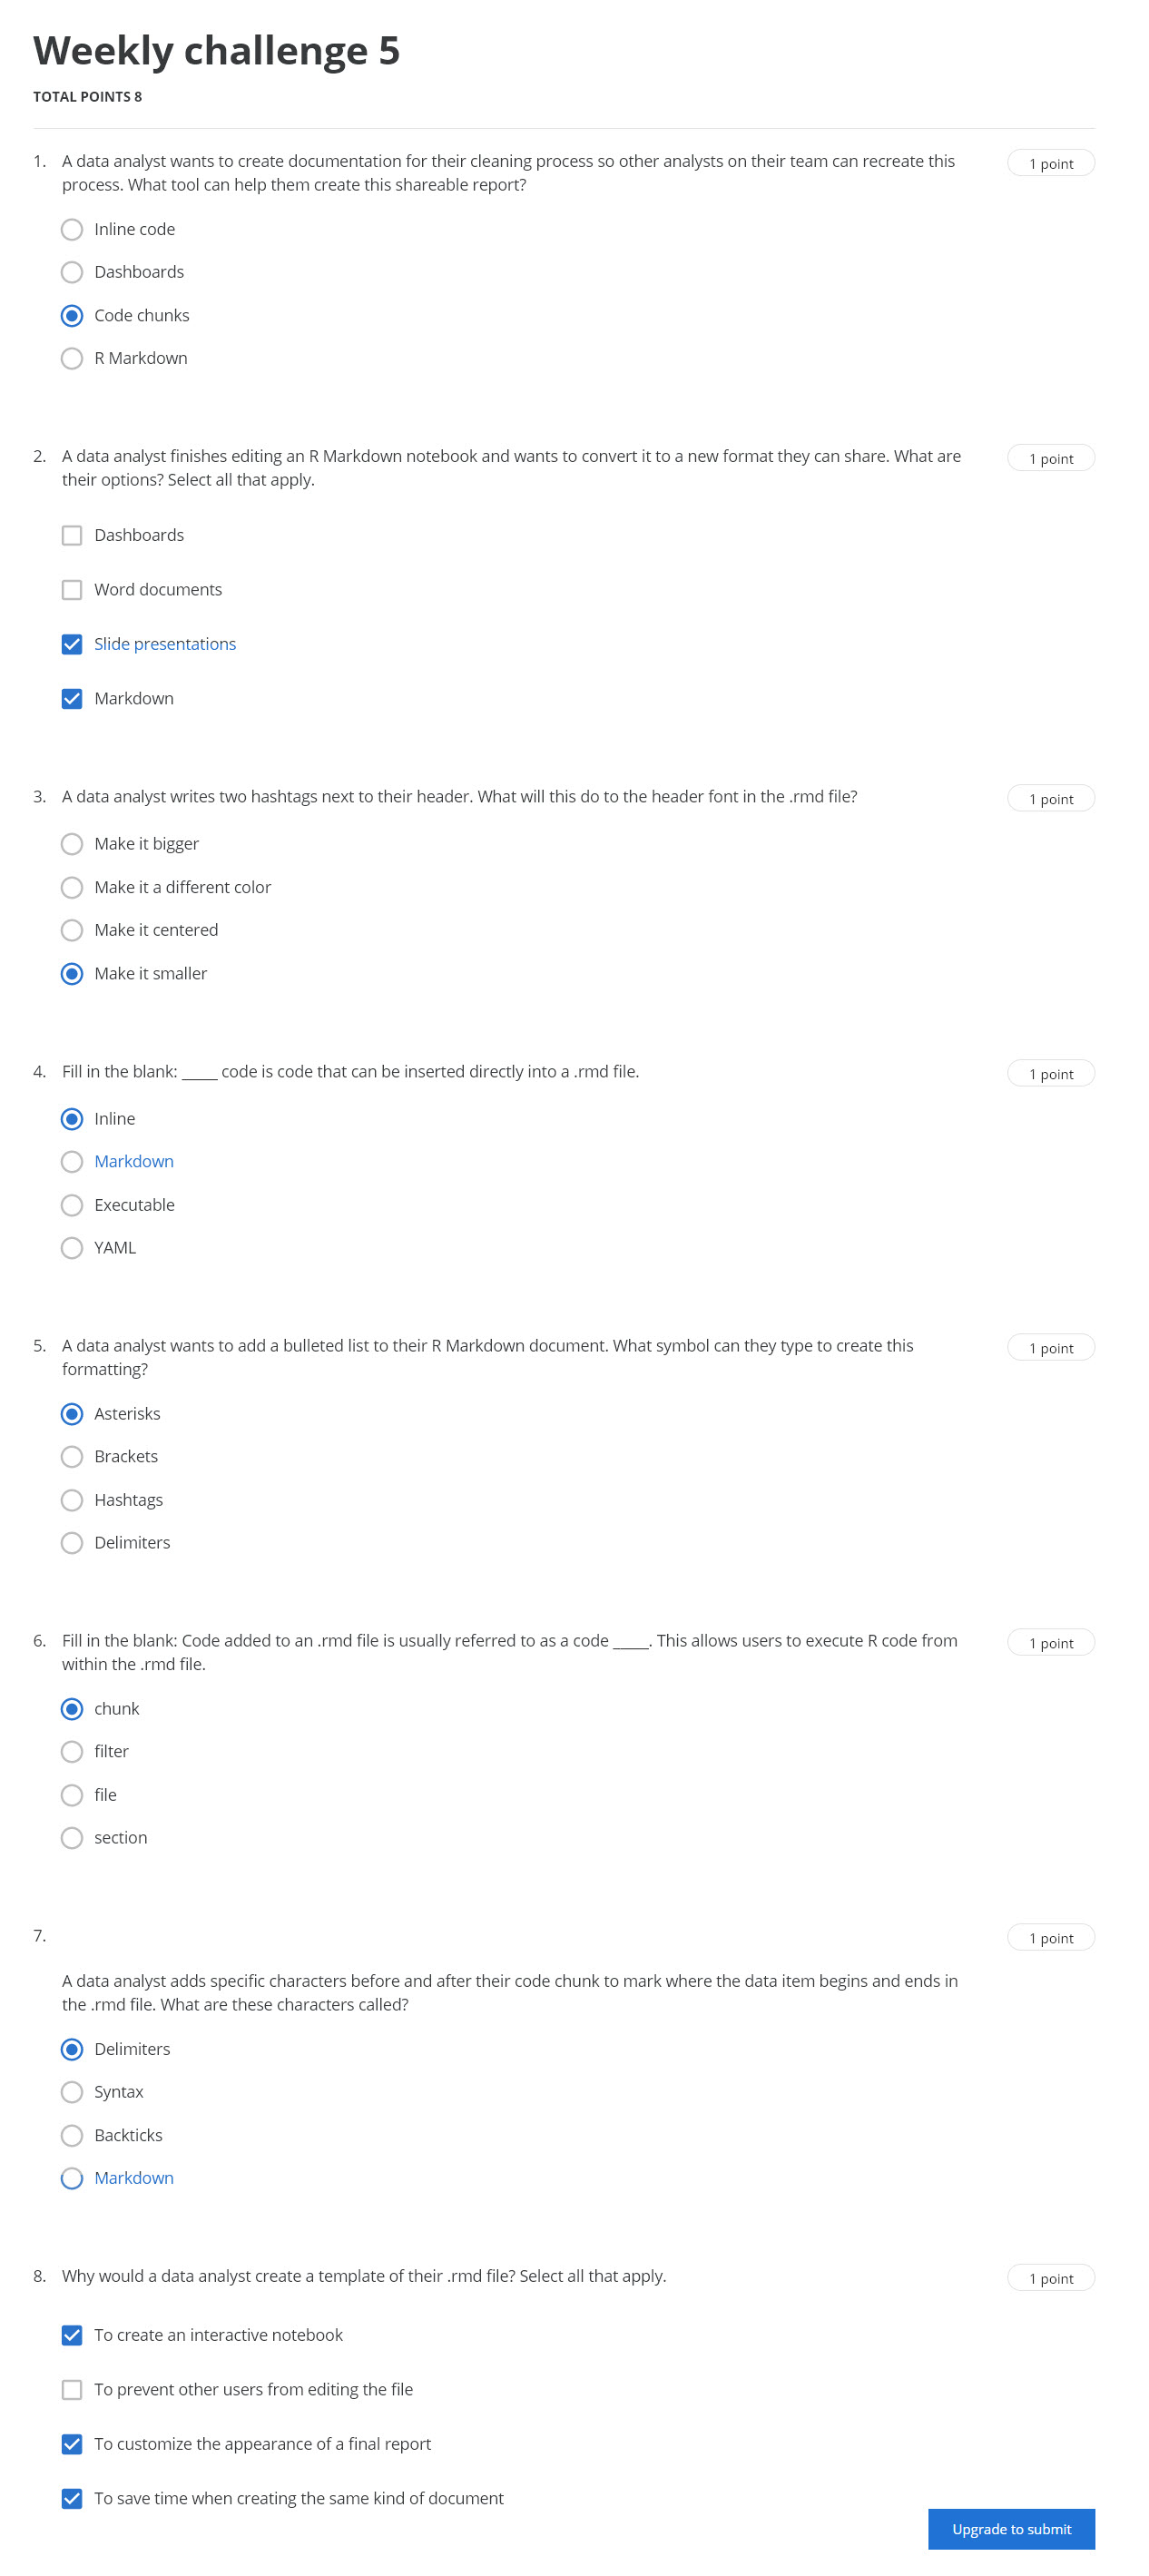 Weekly challenge 5
TOTAL POINTS 8
1. A data analyst wants to create documentation for their cleaning process so other analysts on their team can recreate this
process. What tool can help them create this shareable report?
1 point
Inline code
Dashboards
Code chunks
R Markdown
2. A data analyst finishes editing an R Markdown notebook and wants to convert it to a new format they can share. What are
their options? Select all that apply.
1 point
Dashboards
Word documents
Slide presentations
Markdown
3. A data analyst writes two hashtags next to their header. What will this do to the header font in the .rmd file?
1 point
Make it bigger
Make it a different color
Make it centered
Make it smaller
4. Fill in the blank: _____ code is code that can be inserted directly into a .rmd file.
1 point
Inline
Markdown
Executable
YAML
5. A data analyst wants to add a bulleted list to their R Markdown document. What symbol can they type to create this
formatting?
1 point
Asterisks
Brackets
Hashtags
Delimiters
6. Fill in the blank: Code added to an .rmd file is usually referred to as a code _____. This allows users to execute R code from
within the .rmd file.
1 point
chunk
filter
file
section
7.
1 point
A data analyst adds specific characters before and after their code chunk to mark where the data item begins and ends in
the .rmd file. What are these characters called?
Delimiters
Syntax
Backticks
Markdown
8. Why would a data analyst create a template of their .rmd file? Select all that apply.
1 point
To create an interactive notebook
To prevent other users from editing the file
To customize the appearance of a final report
To save time when creating the same kind of document
Upgrade to submit